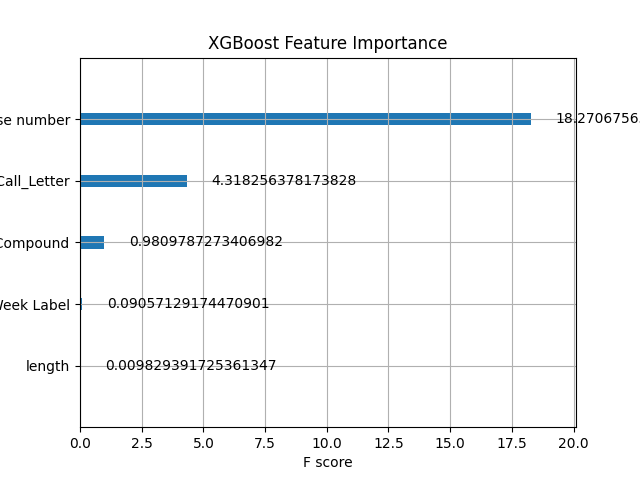 XGBoost Feature Importance
se number
18.2706756
Call_Letter
4.318256378173828
Compound
0.9809787273406982
Week Label
0.09057129174470901
length
0.009829391725361347
0.0 2.5 5.0 7.5 10.0 12.5 15.0 17.5 20.0
F score